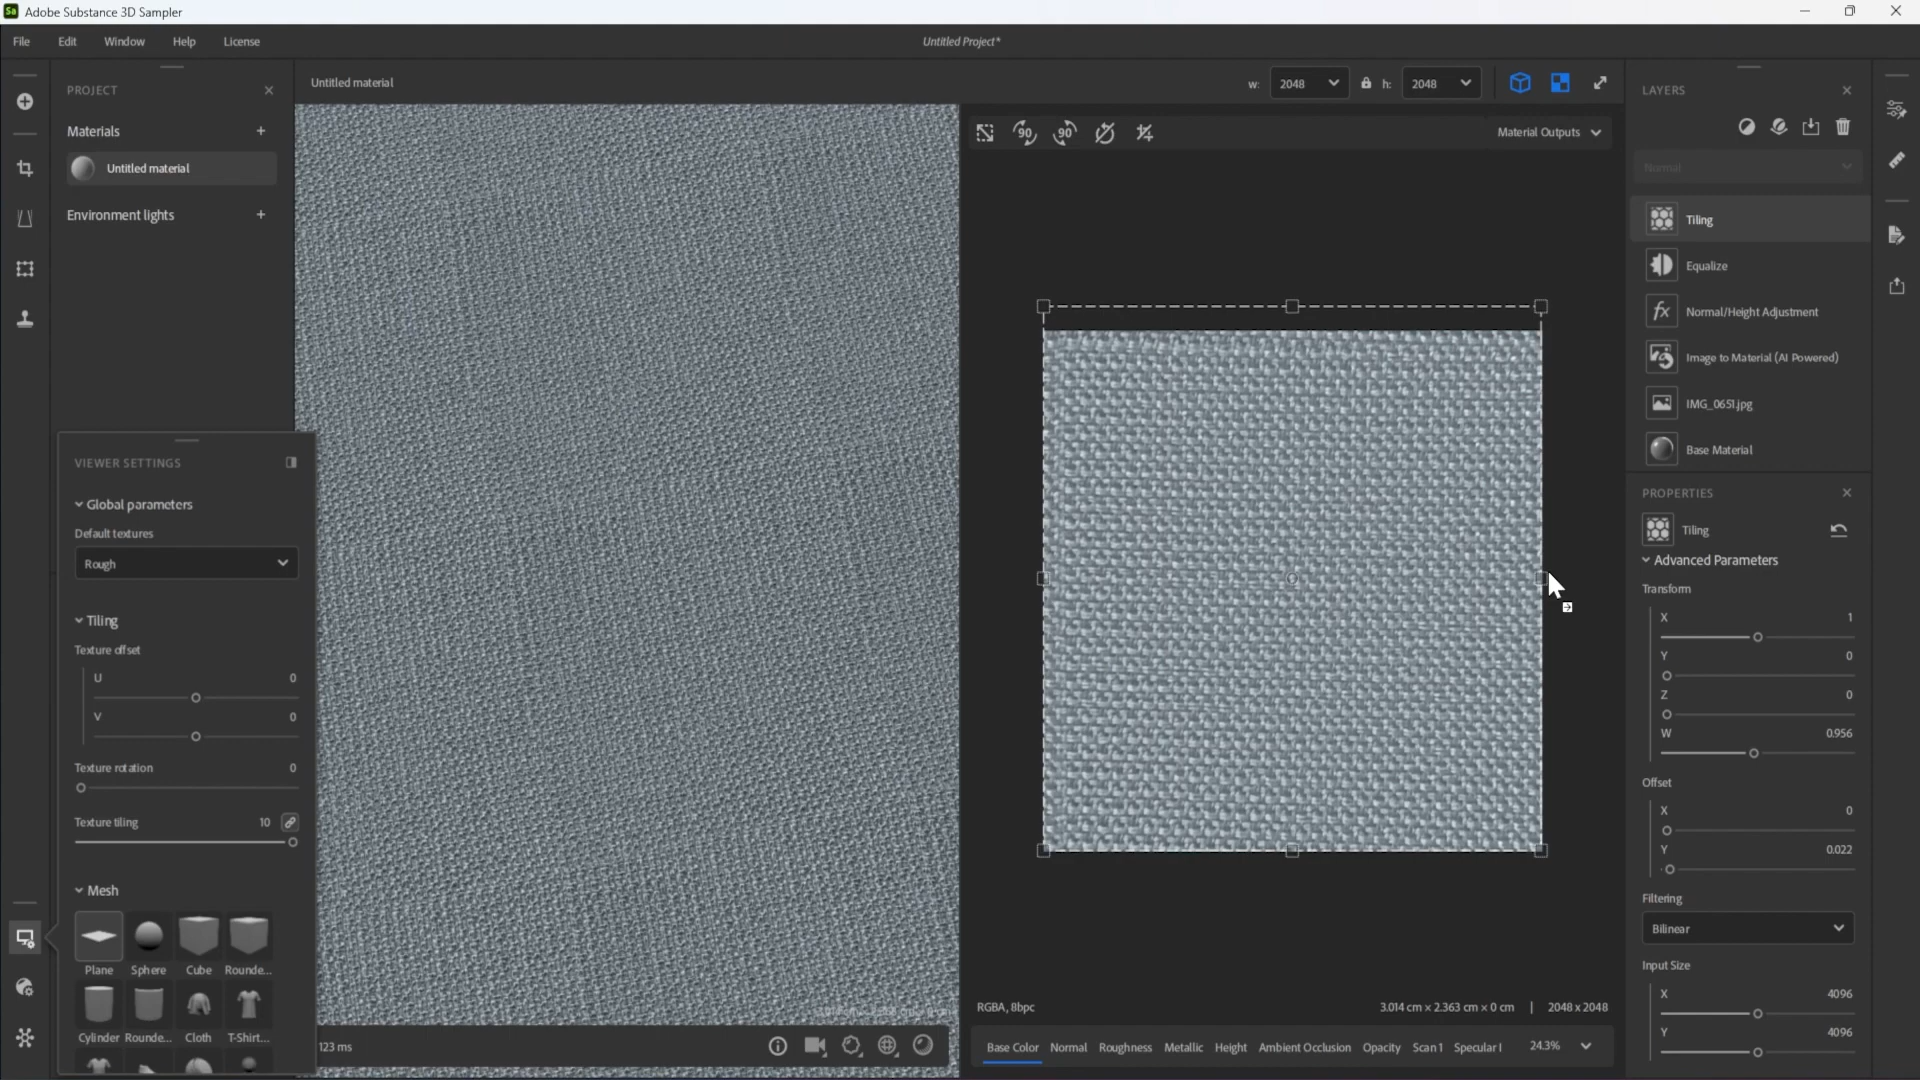 Sa Adobe Substance 3D Sampler
File Edit Window Help License
Untitled Project*
PROJECT
Materials
Untitled material
Environment lights
VIEWER SETTINGS
Global parameters
Default textures
Rough
Tiling
Texture offset
U 0
V 0
Texture rotation 0
Texture tiling 10
Mesh
Plane Sphere Cube Rounde...
Cylinder Rounde... Cloth T-Shirt...
Untitled material
w: 2048 h: 2048
90 90
Material Outputs
123 ms
RGBA, 8bpc
3.014 cm × 2.363 cm × 0 cm | 2048 x 2048
Base Color Normal Roughness Metallic Height Ambient Occlusion Opacity Scan 1 Specular l 24.3%
LAYERS
Normal
Tiling
Equalize
fx Normal/Height Adjustment
Image to Material (AI Powered)
IMG_0651.jpg
Base Material
PROPERTIES
Tiling
Advanced Parameters
Transform
X 1
Y 0
Z 0
W 0.956
Offset
X 0
Y 0.022
Filtering
Bilinear
Input Size
X 4096
Y 4096